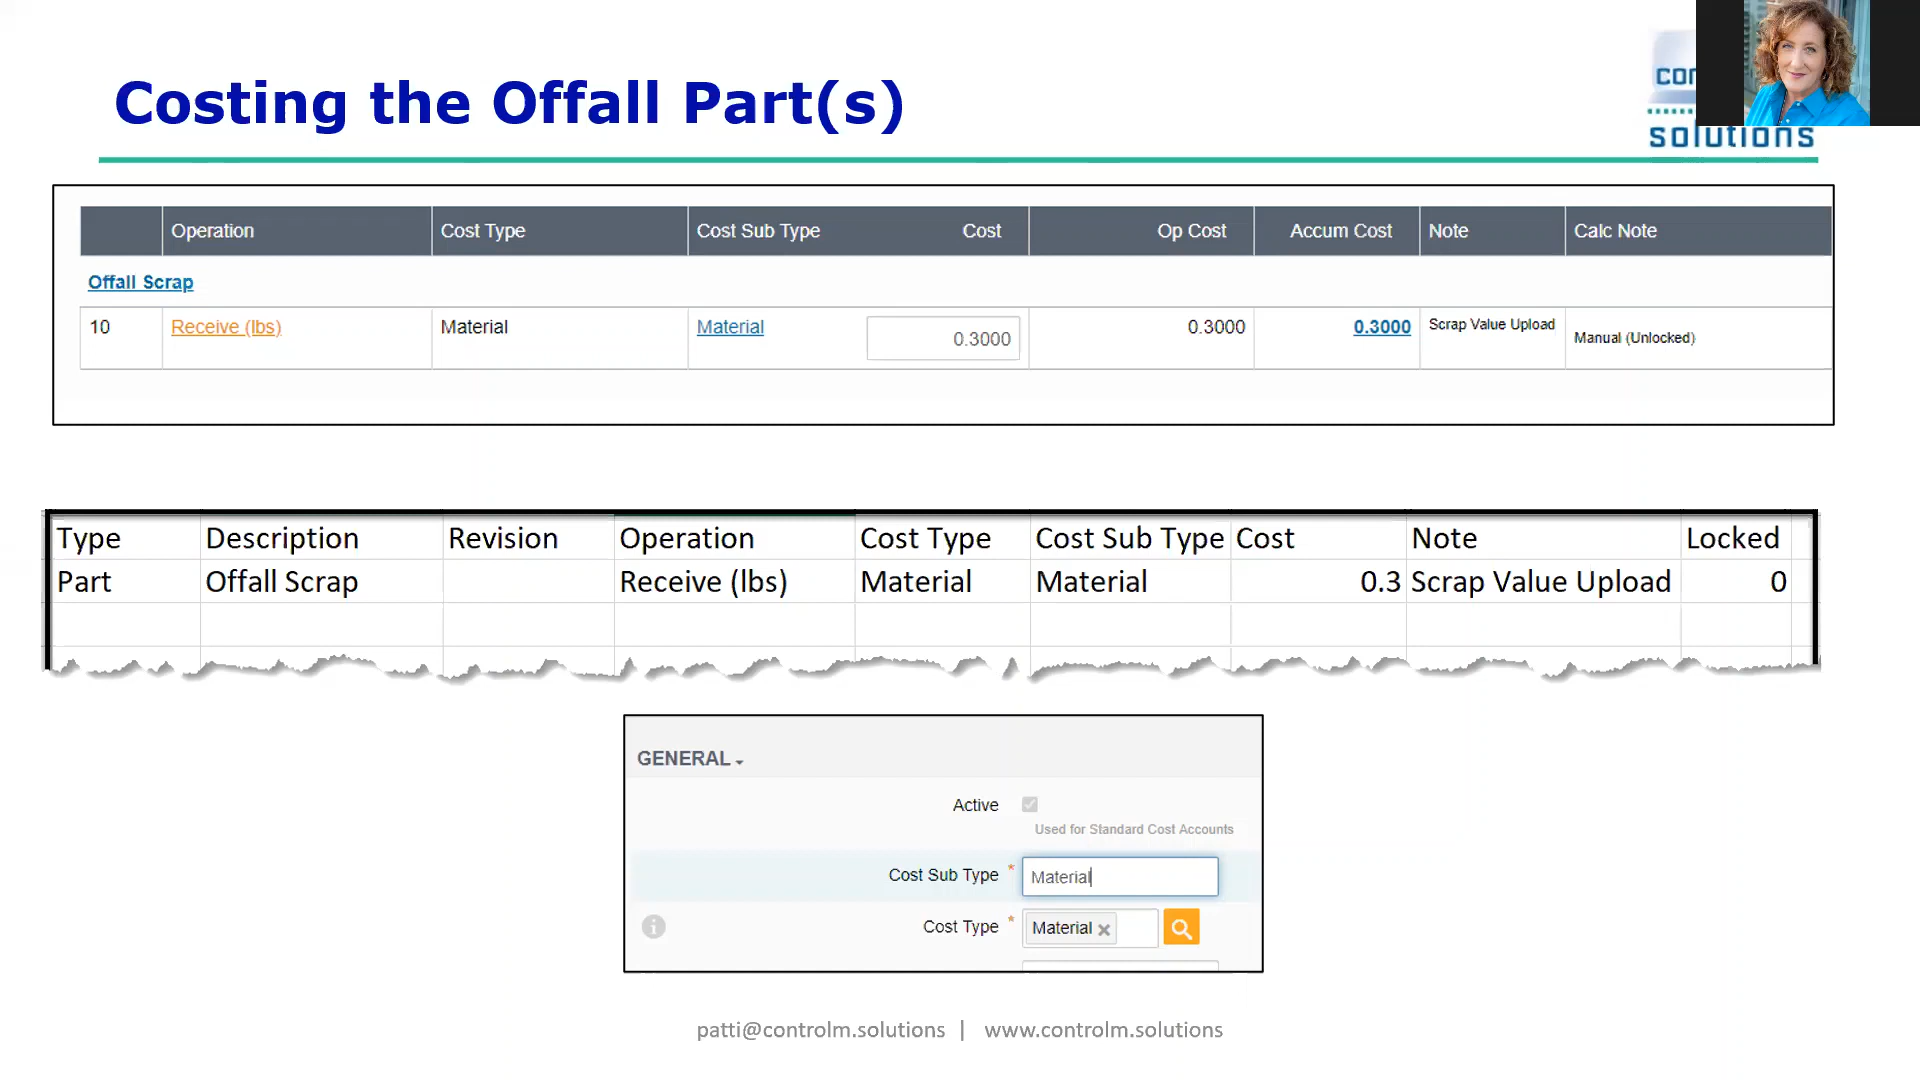 Costing the Offall Part(s)
solutions
Operation Cost Type Cost Sub Type Cost Op Cost Accum Cost Note Calc Note
Offall Scrap
10 Receive (lbs) Material Material 0.3000 0.3000 0.3000 Scrap Value Upload Manual (Unlocked)
Type Description Revision Operation Cost Type Cost Sub Type Cost Note Locked
Part Offall Scrap Receive (lbs) Material Material 0.3 Scrap Value Upload 0
GENERAL
Active
Used for Standard Cost Accounts
Cost Sub Type * Material
Cost Type * Material ×
patti@controlm.solutions | www.controlm.solutions